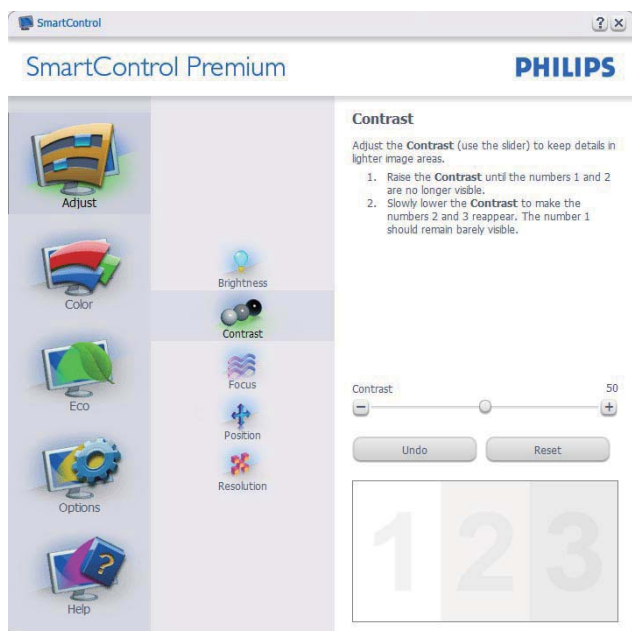 SmartControl
? ×
SmartControl Premium
PHILIPS
Adjust
Color
Eco
Options
?
Help
Brightness
Contrast
Focus
Position
Resolution
Contrast
Adjust the Contrast (use the slider) to keep details in
lighter image areas.
1. Raise the Contrast until the numbers 1 and 2
are no longer visible.
2. Slowly lower the Contrast to make the
numbers 2 and 3 reappear. The number 1
should remain barely visible.
Contrast 50
− +
Undo Reset
1 2 3